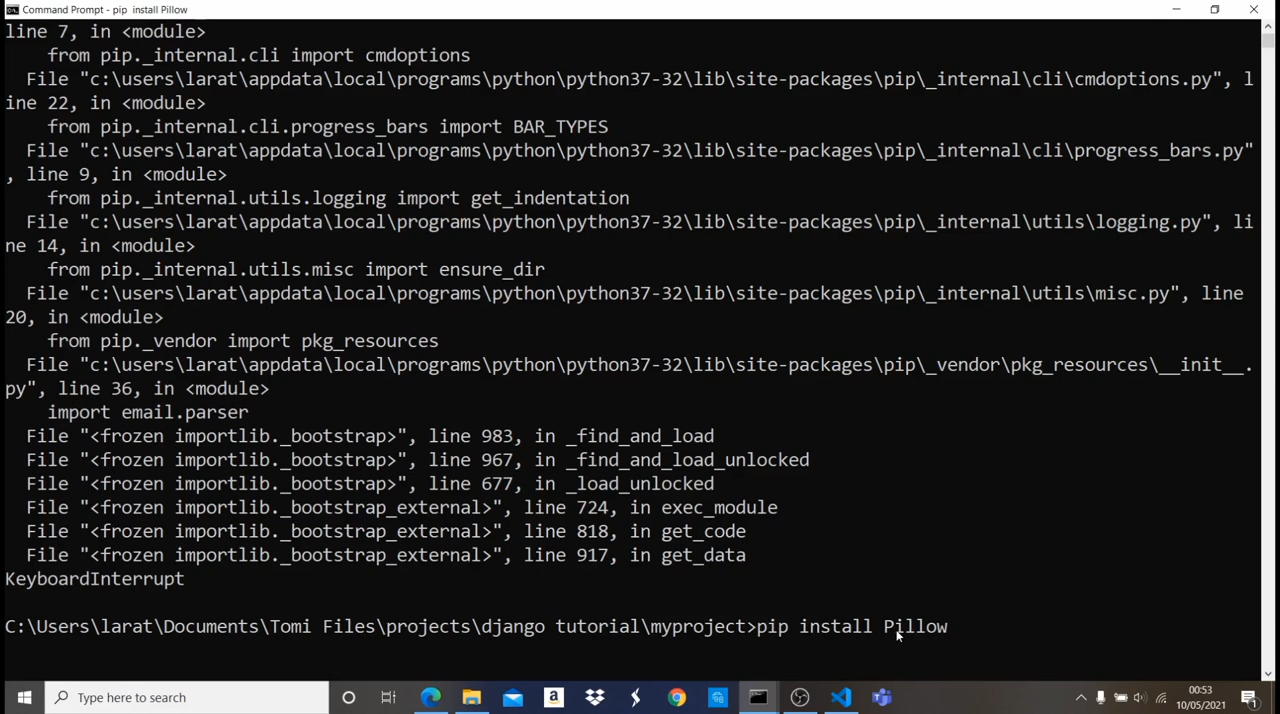 Command Prompt - pip  install Pillow
line 7, in <module>
    from pip._internal.cli import cmdoptions
  File "c:\users\larat\appdata\local\programs\python\python37-32\lib\site-packages\pip\_internal\cli\cmdoptions.py", l
ine 22, in <module>
    from pip._internal.cli.progress_bars import BAR_TYPES
  File "c:\users\larat\appdata\local\programs\python\python37-32\lib\site-packages\pip\_internal\cli\progress_bars.py"
, line 9, in <module>
    from pip._internal.utils.logging import get_indentation
  File "c:\users\larat\appdata\local\programs\python\python37-32\lib\site-packages\pip\_internal\utils\logging.py", li
ne 14, in <module>
    from pip._internal.utils.misc import ensure_dir
  File "c:\users\larat\appdata\local\programs\python\python37-32\lib\site-packages\pip\_internal\utils\misc.py", line
20, in <module>
    from pip._vendor import pkg_resources
  File "c:\users\larat\appdata\local\programs\python\python37-32\lib\site-packages\pip\_vendor\pkg_resources\__init__.
py", line 36, in <module>
    import email.parser
  File "<frozen importlib._bootstrap>", line 983, in _find_and_load
  File "<frozen importlib._bootstrap>", line 967, in _find_and_load_unlocked
  File "<frozen importlib._bootstrap>", line 677, in _load_unlocked
  File "<frozen importlib._bootstrap_external>", line 724, in exec_module
  File "<frozen importlib._bootstrap_external>", line 818, in get_code
  File "<frozen importlib._bootstrap_external>", line 917, in get_data
KeyboardInterrupt
C:\Users\larat\Documents\Tomi Files\projects\django tutorial\myproject>pip install Pillow
Type here to search
00:53
10/05/2021